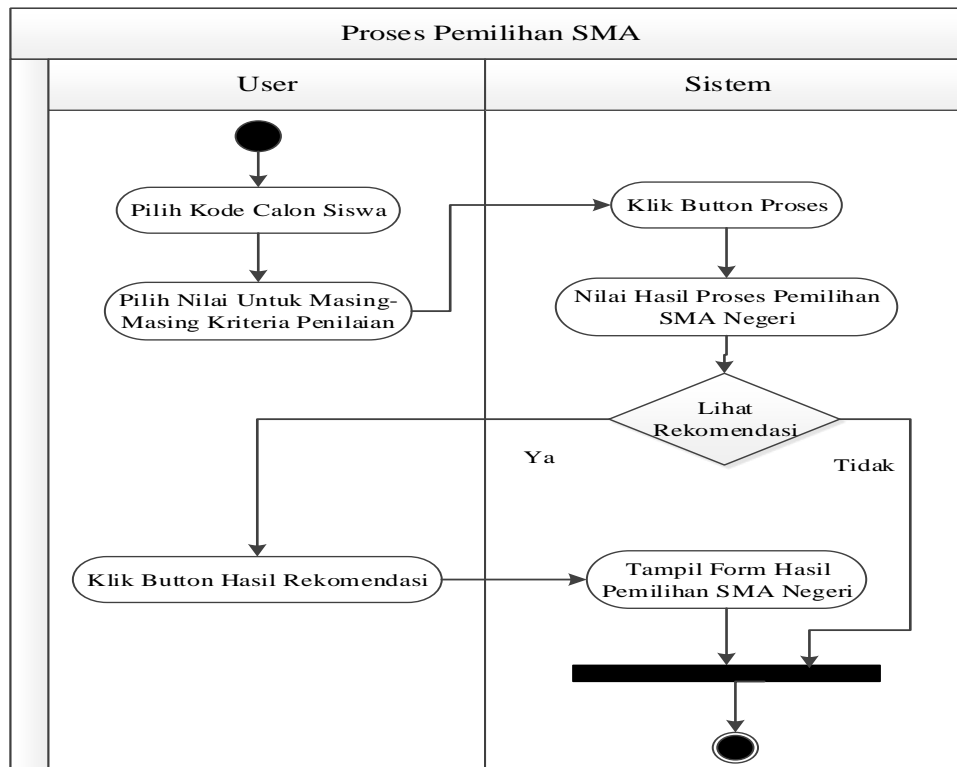 Proses Pemilihan SMA
User
Sistem
Pilih Kode Calon Siswa
Klik Button Proses
Pilih Nilai Untuk Masing-
Masing Kriteria Penilaian
Nilai Hasil Proses Pemilihan
SMA Negeri
Lihat
Rekomendasi
Ya
Tidak
Klik Button Hasil Rekomendasi
Tampil Form Hasil
Pemilihan SMA Negeri